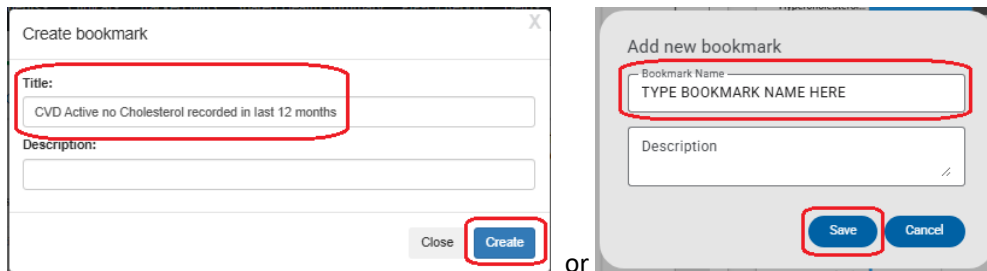 Create bookmark
X
Title:
CVD Active no Cholesterol recorded in last 12 months
Description:
Close
Create
or
Add new bookmark
Bookmark Name
TYPE BOOKMARK NAME HERE
Description
Save
Cancel